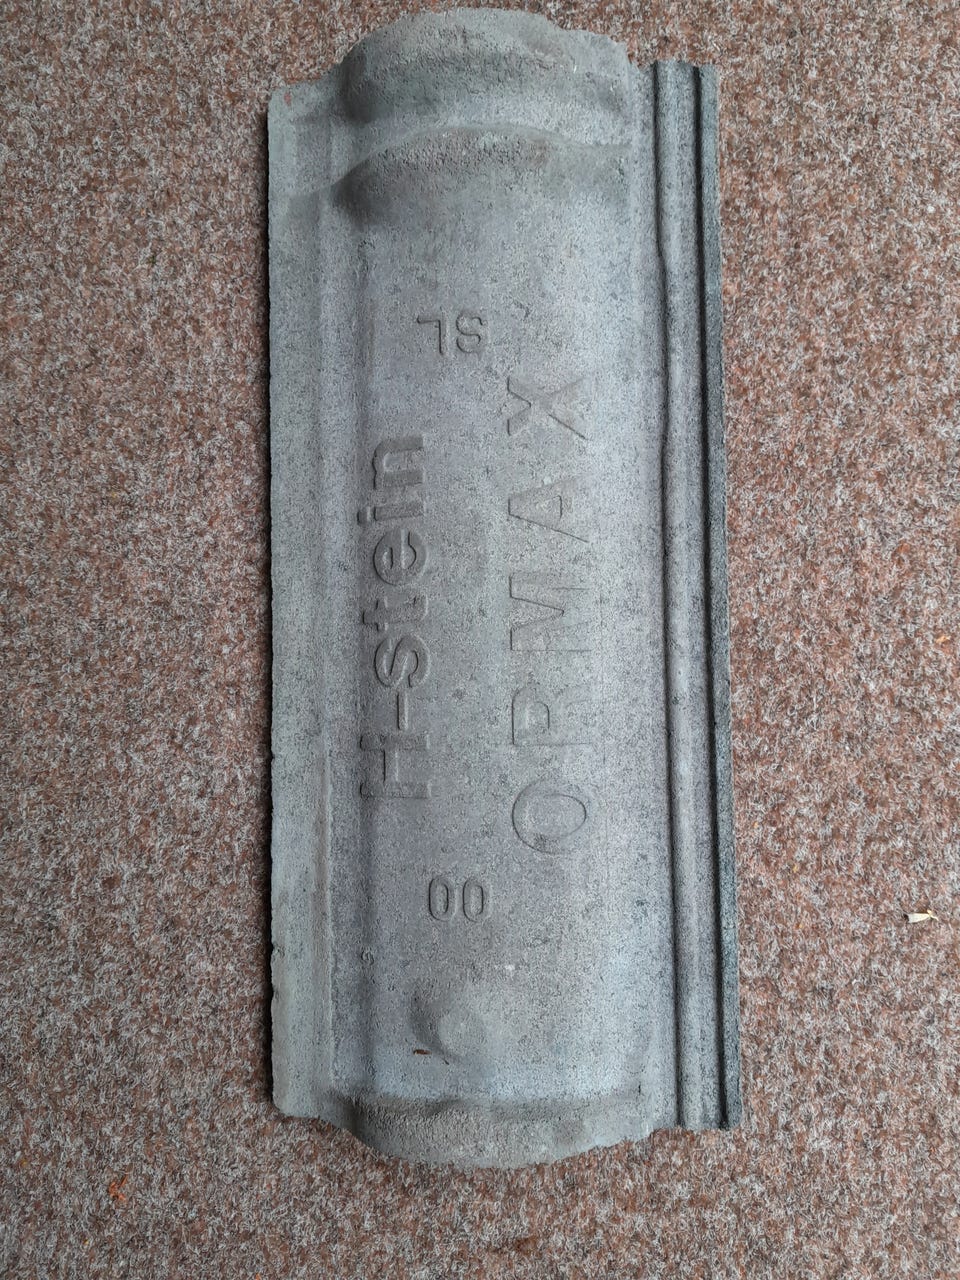 SL
H-stein
ORMAX
00